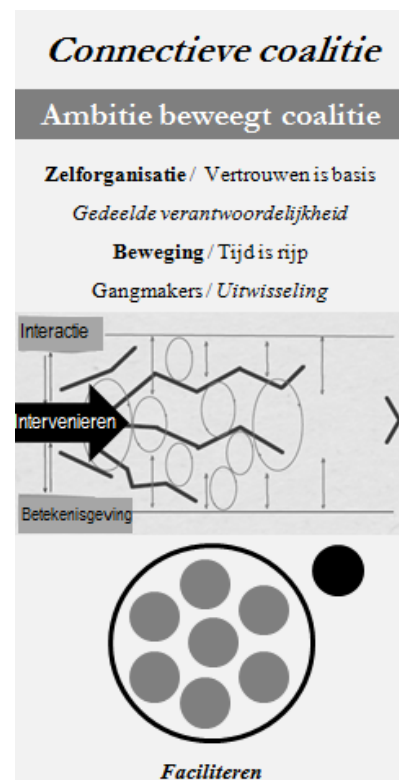 Connectieve coalitie
Ambitie beweegt coalitie
Zelforganisatie / Vertrouwen is basis
Gedeelde verantwoordelijkheid
Beweging / Tijd is rijp
Gangmakers / Uitwisseling
Interactie
Intervenieren
Betekenisgeving
Faciliteren